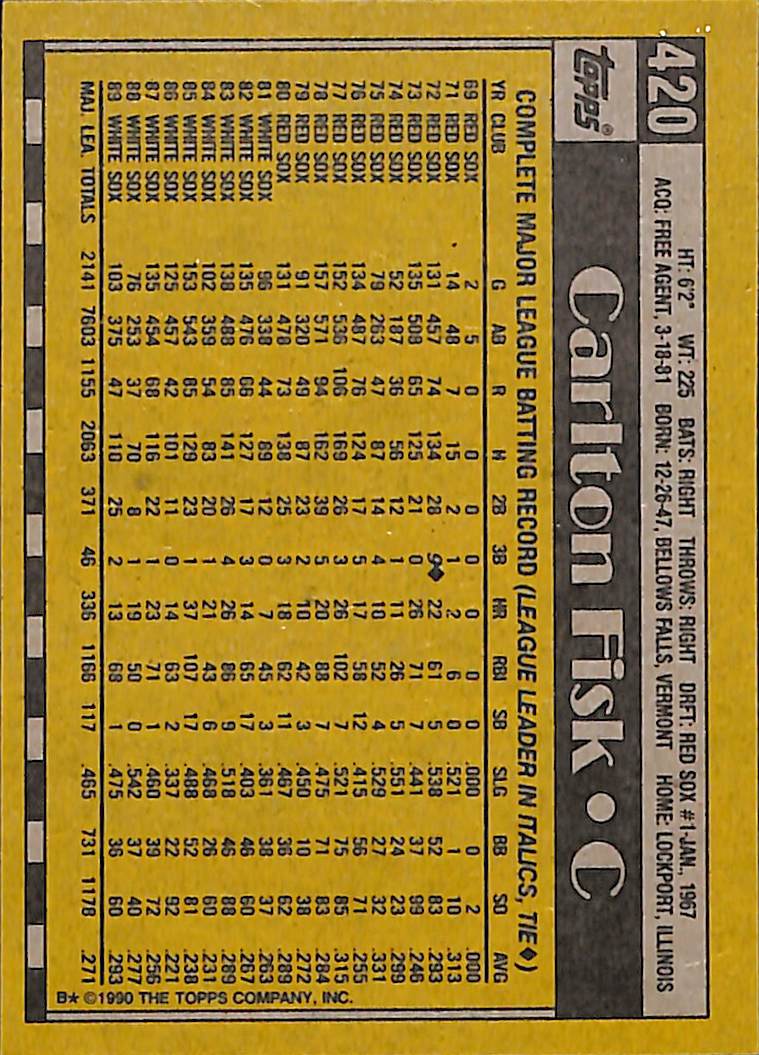 420
HT: 6'2" WT: 225 BATS: RIGHT THROWS: RIGHT DRFT: RED SOX #1-JAN., 1967
ACQ: FREE AGENT, 3-18-81 BORN: 12-26-47, BELLOWS FALLS, VERMONT HOME: LOCKPORT, ILLINOIS
TOPPS®
Carlton Fisk • C
COMPLETE MAJOR LEAGUE BATTING RECORD (LEAGUE LEADER IN ITALICS, TIE◆)
YR CLUB G AB R H 2B 3B HR RBI SB SLG BB SO AVG
69 RED SOX 2 5 0 0 0 0 0 0 0 .000 0 2 .000
71 RED SOX 14 48 7 15 2 1 2 6 0 .521 1 10 .313
72 RED SOX 131 457 74 134 28 9◆ 22 61 5 .538 52 83 .293
73 RED SOX 135 508 65 125 21 0 26 71 7 .441 37 99 .246
74 RED SOX 52 187 36 56 12 1 11 26 5 .551 24 23 .299
75 RED SOX 79 263 47 87 14 4 10 52 4 .529 27 32 .331
76 RED SOX 134 487 76 124 17 5 17 58 12 .415 56 71 .255
77 RED SOX 152 536 106 169 26 3 26 102 7 .521 75 85 .315
78 RED SOX 157 571 94 162 39 5 20 88 7 .475 71 83 .284
79 RED SOX 91 320 49 87 23 2 10 42 3 .450 10 38 .272
80 RED SOX 131 478 73 138 25 3 18 62 11 .467 36 62 .289
81 WHITE SOX 96 338 44 89 12 0 7 45 3 .361 38 37 .263
82 WHITE SOX 135 476 66 127 17 3 14 65 17 .403 46 60 .267
83 WHITE SOX 138 488 85 141 26 4 26 86 9 .518 46 88 .289
84 WHITE SOX 102 359 54 83 20 1 21 43 6 .468 26 60 .231
85 WHITE SOX 153 543 85 129 23 1 37 107 17 .488 52 81 .238
86 WHITE SOX 125 457 42 101 11 0 14 63 2 .337 22 92 .221
87 WHITE SOX 135 454 68 116 22 1 23 71 1 .460 39 72 .256
88 WHITE SOX 76 253 37 70 8 1 19 50 0 .542 37 40 .277
89 WHITE SOX 103 375 47 110 25 2 13 68 1 .475 36 60 .293
MAJ. LEA. TOTALS 2141 7603 1155 2063 371 46 336 1166 117 .465 731 1178 .271
B★ ©1990 THE TOPPS COMPANY, INC.